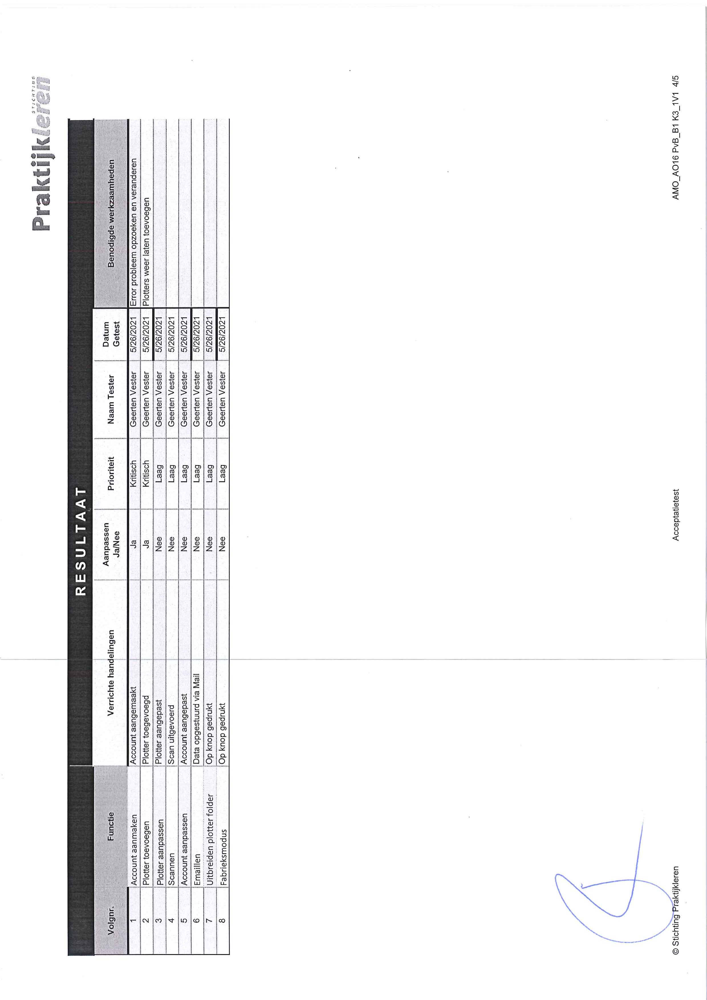 STICHTING
Praktijkleren
RESULTAAT
Volgnr. Functie Verrichte handelingen Aanpassen Ja/Nee Prioriteit Naam Tester Datum Getest Benodigde werkzaamheden
1 Account aanmaken Account aangemaakt Ja Kritisch Geerten Vester 5/26/2021 Error probleem opzoeken en veranderen
2 Plotter toevoegen Plotter toegevoegd Ja Kritisch Geerten Vester 5/26/2021 Plotters weer laten toevoegen
3 Plotter aanpassen Plotter aangepast Nee Laag Geerten Vester 5/26/2021
4 Scannen Scan uitgevoerd Nee Laag Geerten Vester 5/26/2021
5 Account aanpassen Account aangepast Nee Laag Geerten Vester 5/26/2021
6 Emaillen Data opgestuurd via Mail Nee Laag Geerten Vester 5/26/2021
7 Uitbreiden plotter folder Op knop gedrukt Nee Laag Geerten Vester 5/26/2021
8 Fabrieksmodus Op knop gedrukt Nee Laag Geerten Vester 5/26/2021
© Stichting Praktijkleren Acceptatietest AMO_AO16 PvB_B1 K3_1V1 4/5